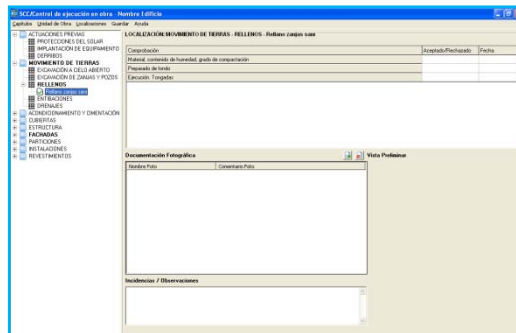 SCC/Control de ejecución en obra - Nombre Edificio
Capítulos Unidad de Obra Localizaciones Guardar Ayuda
ACTUACIONES PREVIAS
PROTECCIONES DEL SOLAR
IMPLANTACIÓN DE EQUIPAMIENTO
DERRIBOS
MOVIMIENTO DE TIERRAS
EXCAVACIÓN A CIELO ABIERTO
EXCAVACIÓN DE ZANJAS Y POZOS
RELLENOS
Relleno zanjas sani
ENTIBACIONES
DRENAJES
ACONDICIONAMIENTO Y CIMENTACIÓN
CUBIERTAS
ESTRUCTURA
FACHADAS
PARTICIONES
INSTALACIONES
REVESTIMIENTOS
LOCALIZACIÓN:MOVIMIENTO DE TIERRAS - RELLENOS - Relleno zanjas sani
Comprobación Aceptado/Rechazado Fecha
Material, contenido de humedad, grado de compactación
Preparado de fondo
Ejecución: Tongadas
Documentación Fotográfica Vista Preliminar
Nombre Foto Comentario Foto
Incidencias / Observaciones